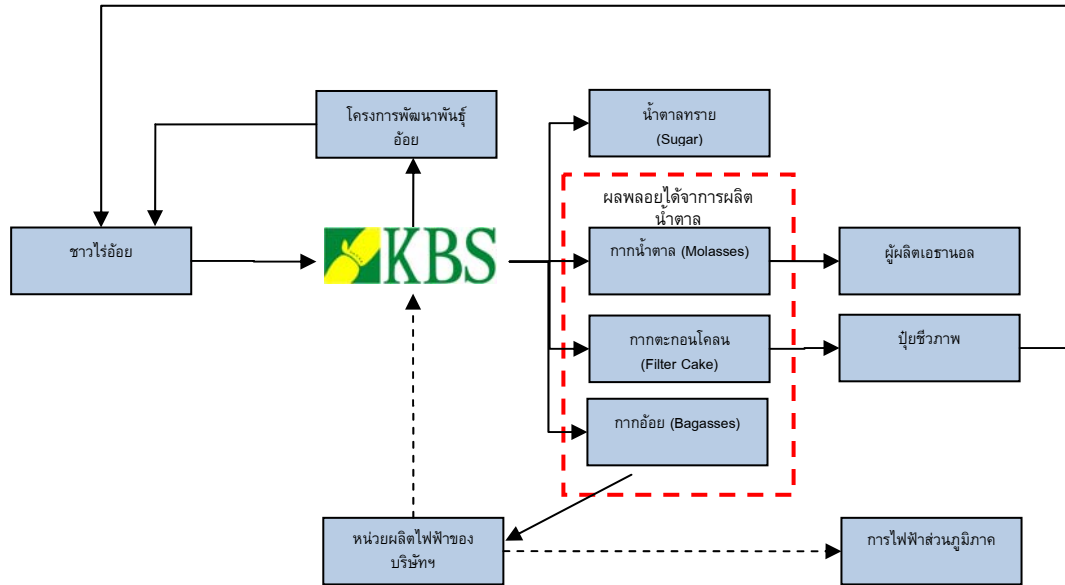 โครงการพัฒนาพันธุ์
อ้อย
น้ำตาลทราย
(Sugar)
ผลพลอยได้จาการผลิต
น้ำตาล
ชาวไร่อ้อย
KBS
กากน้ำตาล (Molasses)
ผู้ผลิตเอธานอล
กากตะกอนโคลน
(Filter Cake)
ปุ๋ยชีวภาพ
กากอ้อย (Bagasses)
หน่วยผลิตไฟฟ้าของ
บริษัทฯ
การไฟฟ้าส่วนภูมิภาค